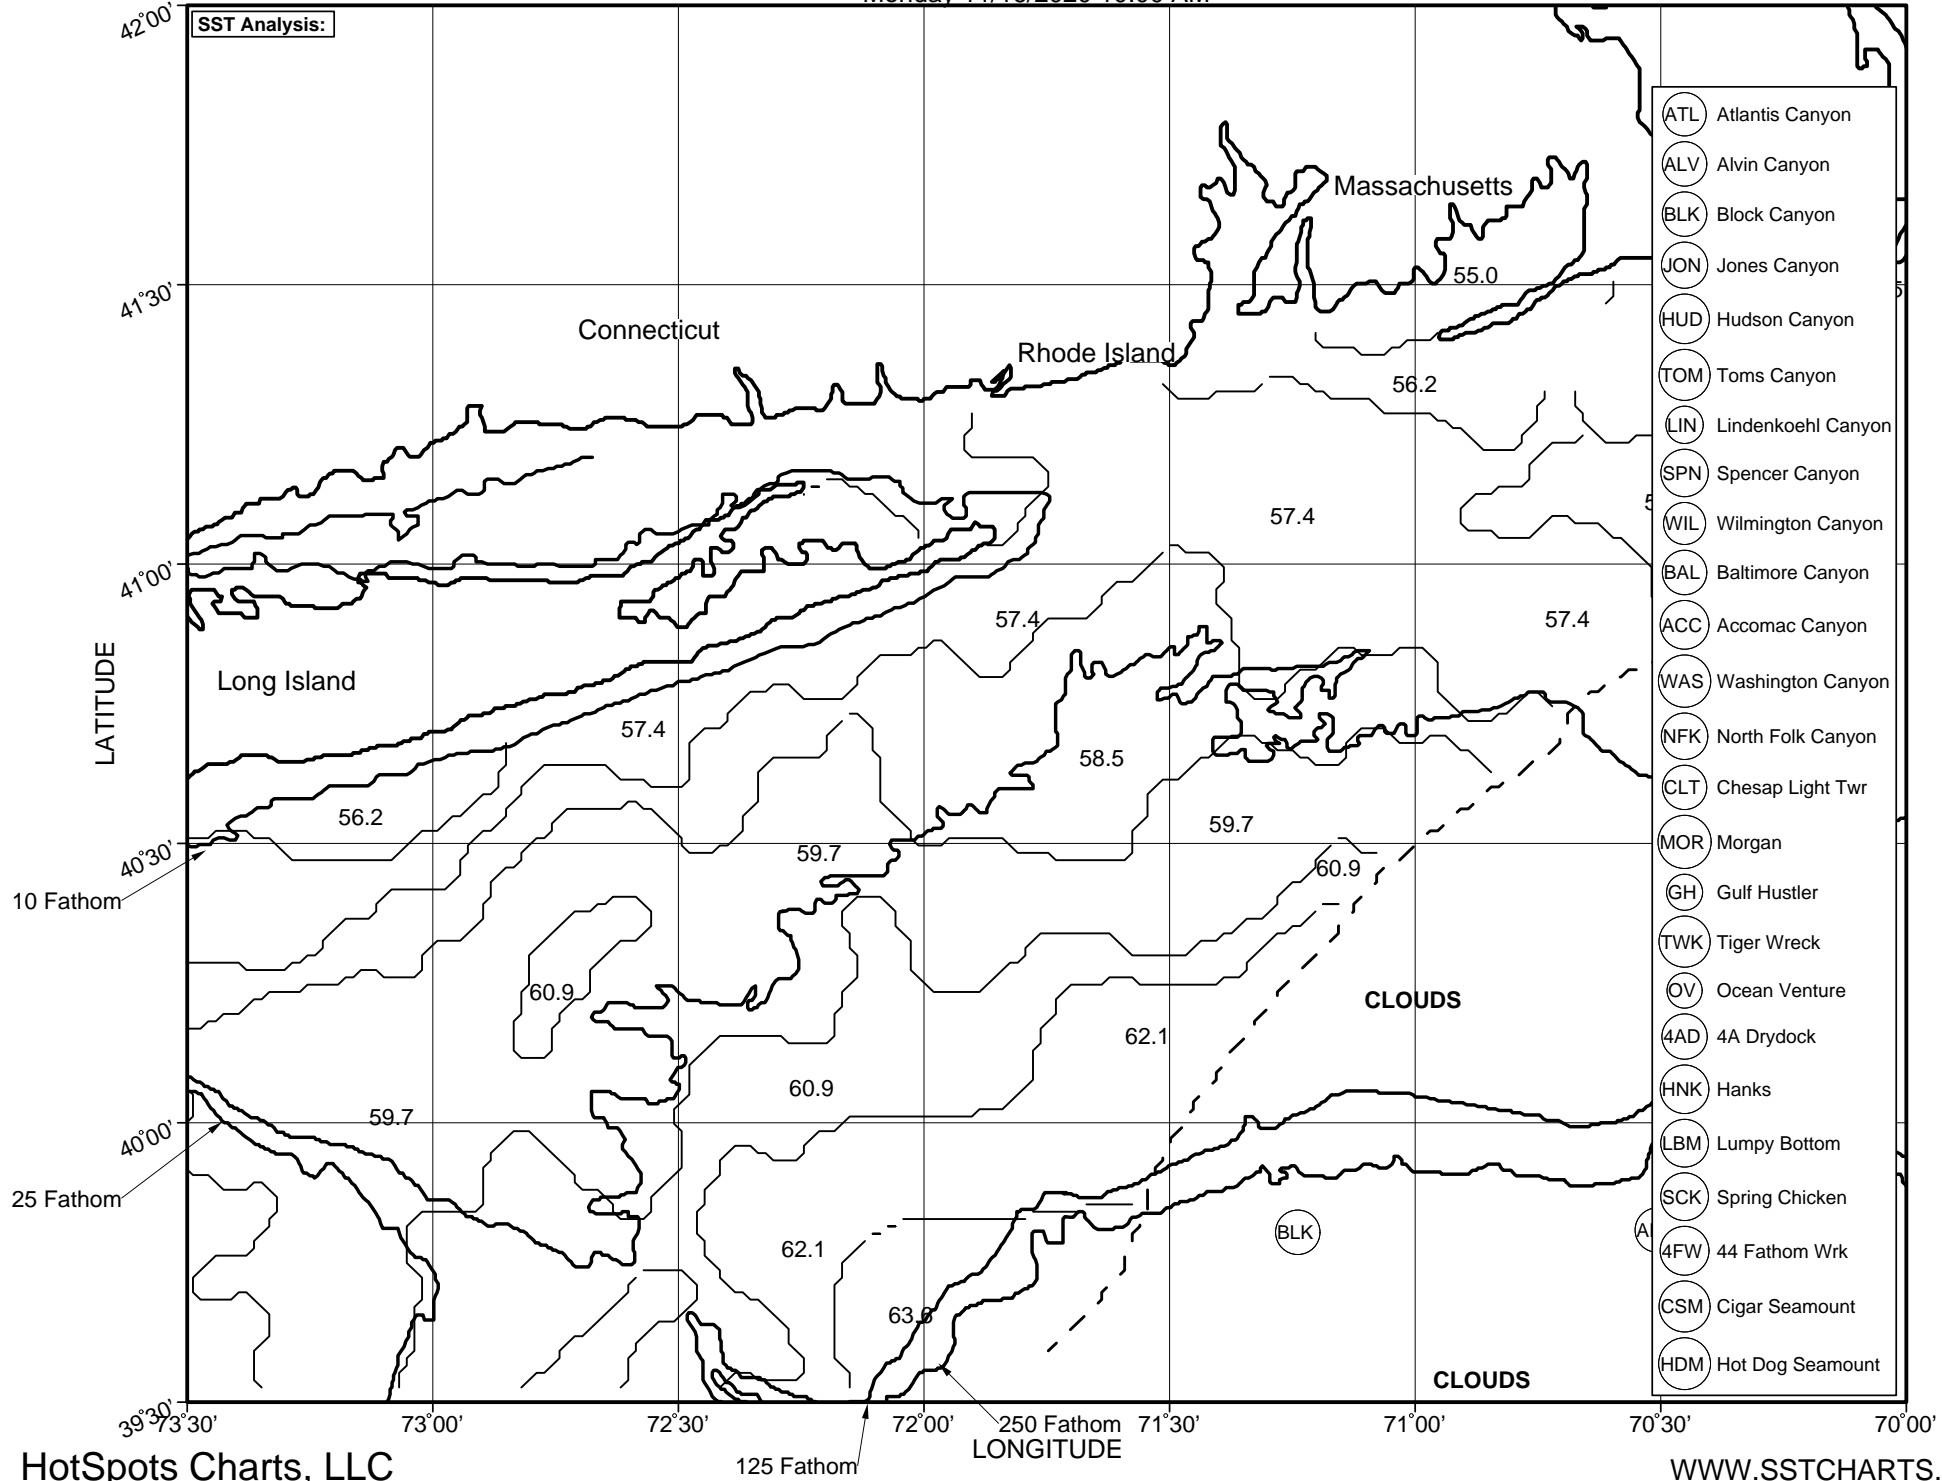 SST Analysis:
42°00'
41°30'
41°00'
40°30'
40°00'
39°30'
LATITUDE
Massachusetts
Connecticut
Rhode Island
Long Island
55.0
56.2
57.4
57.4
57.4
57.4
58.5
56.2
59.7
59.7
60.9
60.9
62.1
60.9
59.7
62.1
63.6
CLOUDS
CLOUDS
BLK
10 Fathom
25 Fathom
125 Fathom
250 Fathom
ATL Atlantis Canyon
ALV Alvin Canyon
BLK Block Canyon
JON Jones Canyon
HUD Hudson Canyon
TOM Toms Canyon
LIN Lindenkoehl Canyon
SPN Spencer Canyon
WIL Wilmington Canyon
BAL Baltimore Canyon
ACC Accomac Canyon
WAS Washington Canyon
NFK North Folk Canyon
CLT Chesap Light Twr
MOR Morgan
GH Gulf Hustler
TWK Tiger Wreck
OV Ocean Venture
4AD 4A Drydock
HNK Hanks
LBM Lumpy Bottom
SCK Spring Chicken
4FW 44 Fathom Wrk
CSM Cigar Seamount
HDM Hot Dog Seamount
73°30'
73°00'
72°30'
72°00'
71°30'
71°00'
70°30'
70°00'
LONGITUDE
HotSpots Charts, LLC
WWW.SSTCHARTS.